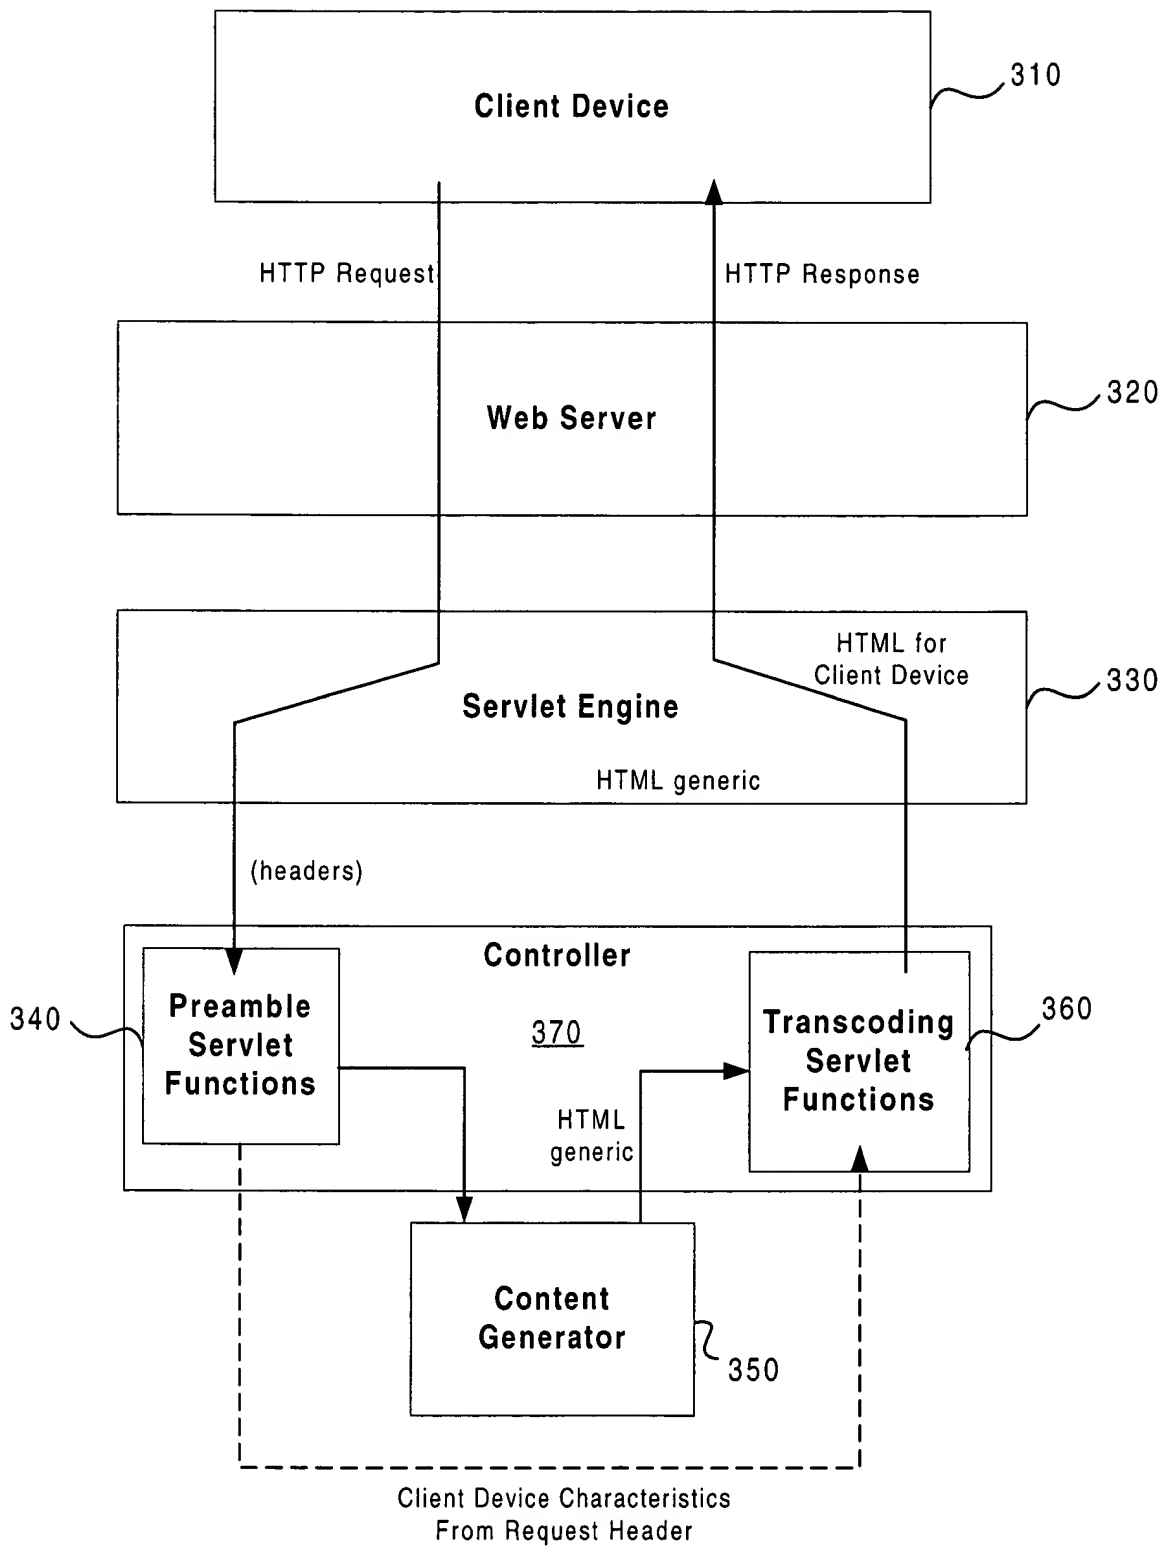 310
Client Device
HTTP Request
HTTP Response
320
Web Server
HTML for
Client Device
330
Servlet Engine
HTML generic
(headers)
Controller
340
Preamble
Servlet
Functions
370
360
Transcoding
Servlet
Functions
HTML
generic
Content
Generator
350
Client Device Characteristics
From Request Header